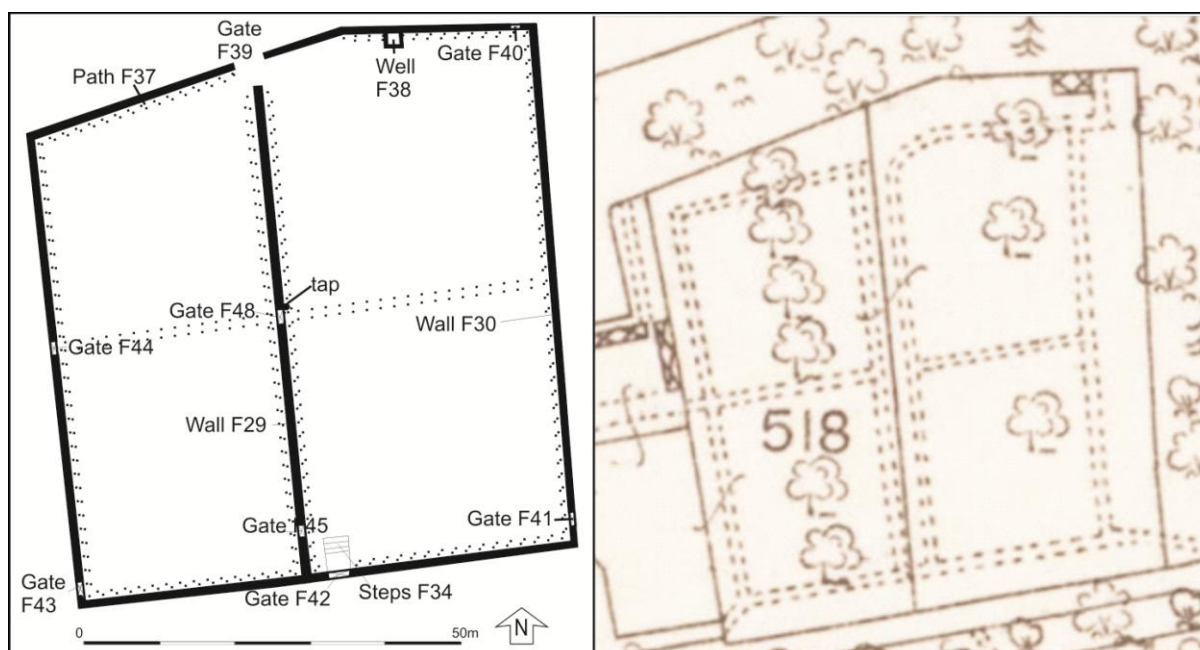 Gate
F39
Gate F40
Path F37
Well
F38
tap
Gate F48
Wall F30
Gate F44
Wall F29
Gate F45
Gate F41
Gate
F43
Gate F42
Steps F34
0
50m
N
518